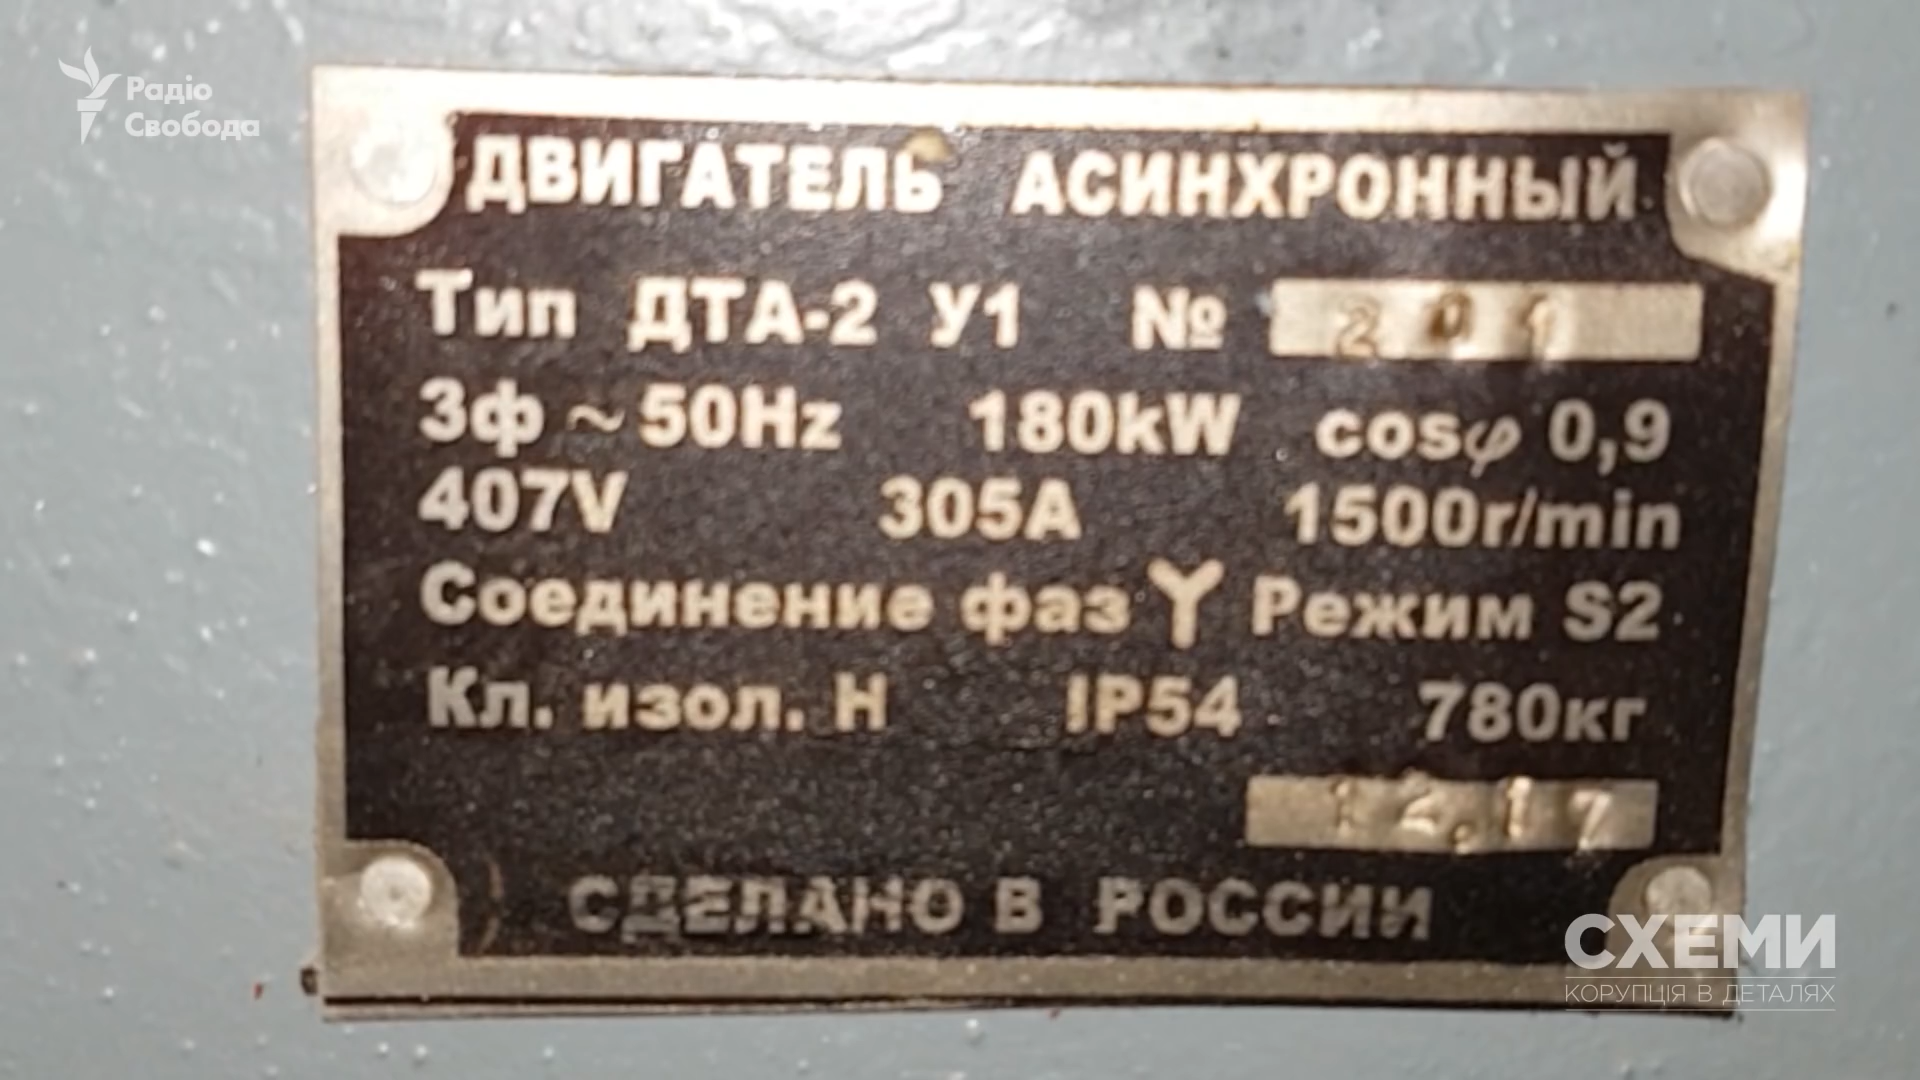 Радіо
Свобода
ДВИГАТЕЛЬ АСИНХРОННЫЙ
Тип ДТА-2 У1 № 201
3ф ~ 50Hz 180kW cosφ 0,9
407V 305A 1500r/min
Соединение фаз Y Режим S2
Кл. изол. Н IP54 780кг
12.17
СДЕЛАНО В РОССИИ
СХЕМИ
КОРУПЦІЯ В ДЕТАЛЯХ